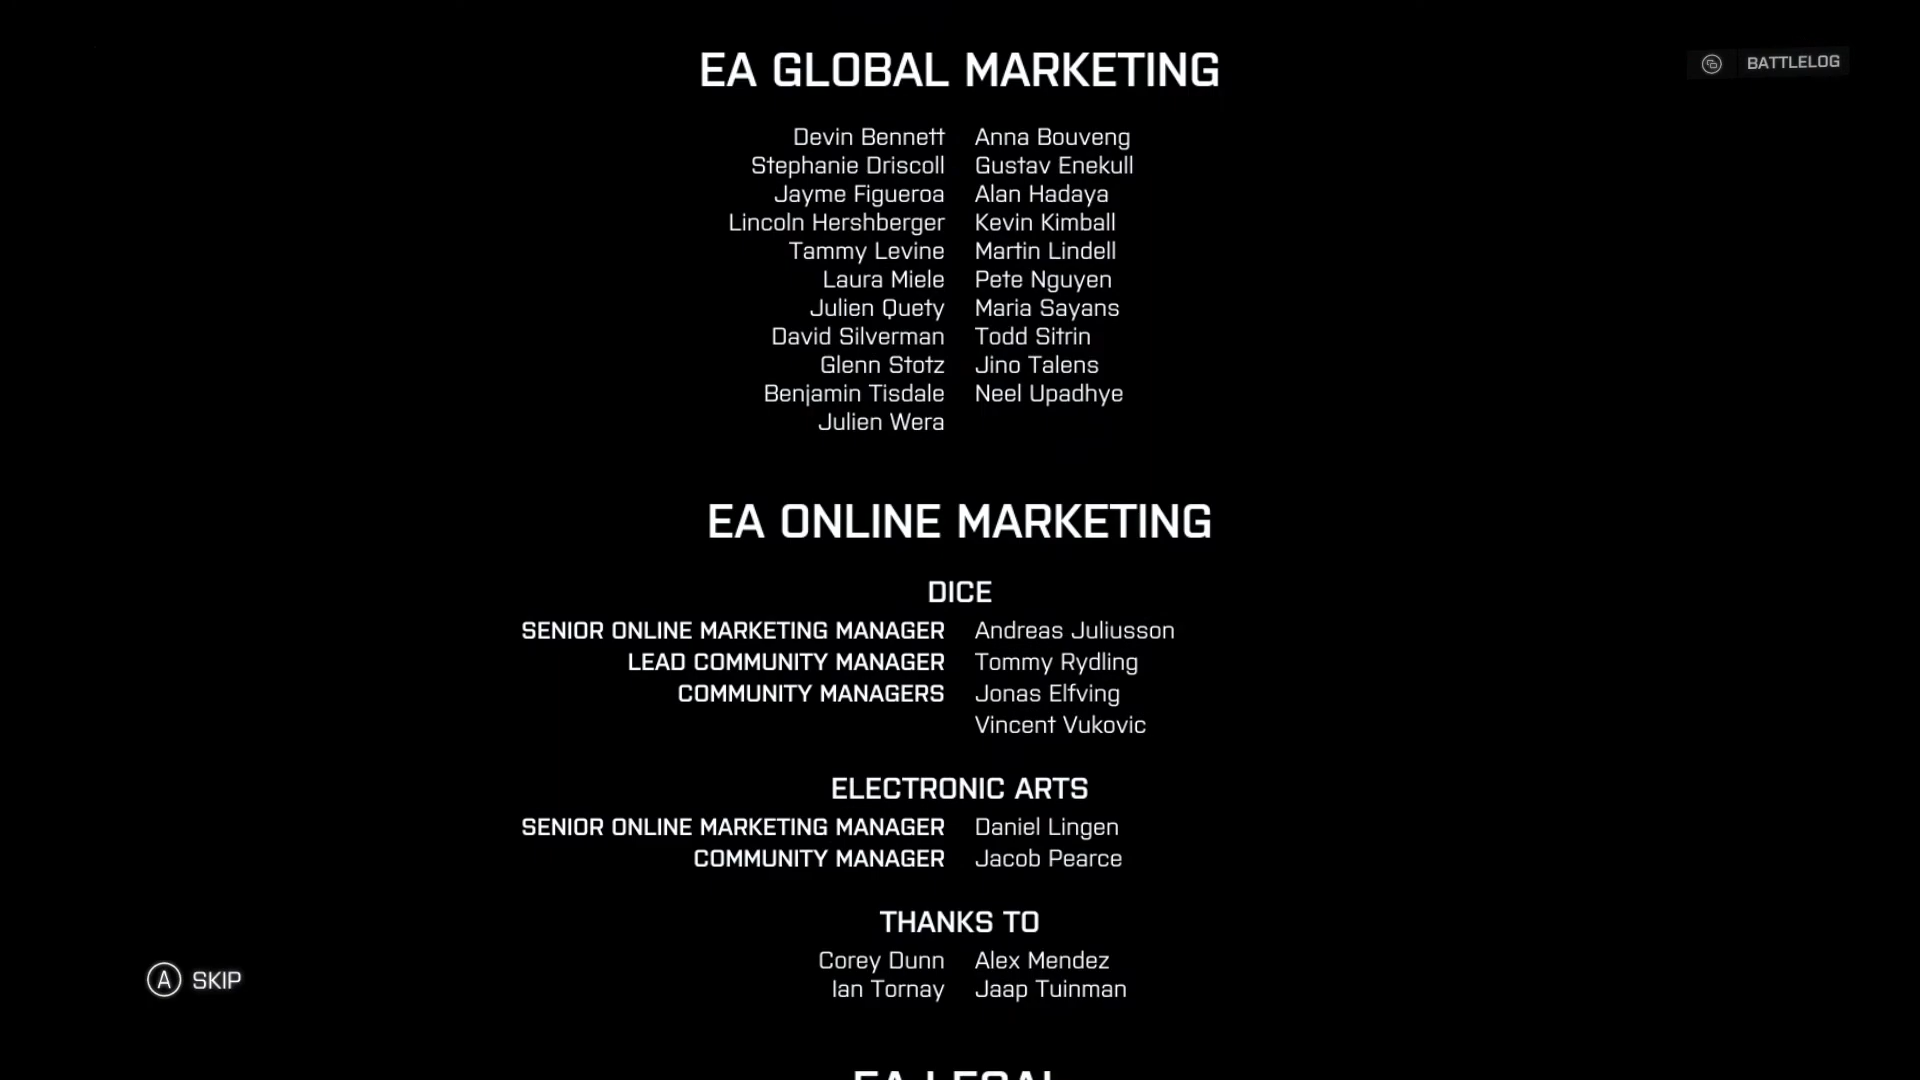 EA GLOBAL MARKETING
BATTLELOG
Devin Bennett Anna Bouveng
Stephanie Driscoll Gustav Enekull
Jayme Figueroa Alan Hadaya
Lincoln Hershberger Kevin Kimball
Tammy Levine Martin Lindell
Laura Miele Pete Nguyen
Julien Quety Maria Sayans
David Silverman Todd Sitrin
Glenn Stotz Jino Talens
Benjamin Tisdale Neel Upadhye
Julien Wera
EA ONLINE MARKETING
DICE
SENIOR ONLINE MARKETING MANAGER Andreas Juliusson
LEAD COMMUNITY MANAGER Tommy Rydling
COMMUNITY MANAGERS Jonas Elfving
Vincent Vukovic
ELECTRONIC ARTS
SENIOR ONLINE MARKETING MANAGER Daniel Lingen
COMMUNITY MANAGER Jacob Pearce
THANKS TO
Corey Dunn Alex Mendez
A SKIP
Ian Tornay Jaap Tuinman
EA LEGAL